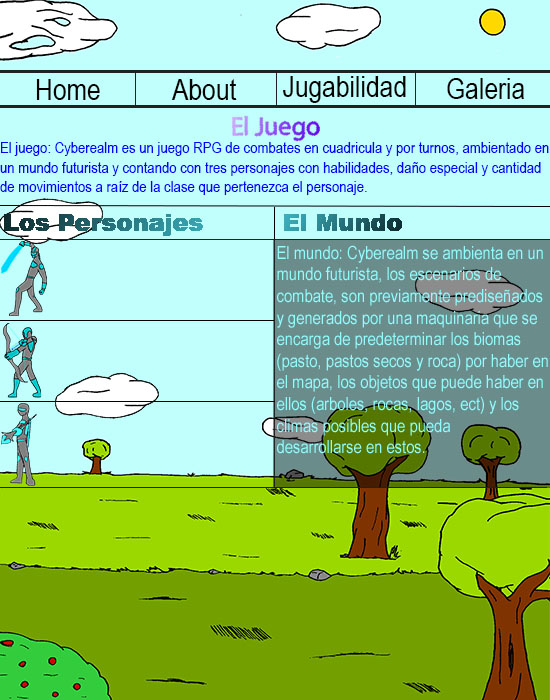 Home About Jugabilidad Galeria
El Juego
El juego: Cyberealm es un juego RPG de combates en cuadricula y por turnos, ambientado en
un mundo futurista y contando con tres personajes con habilidades, daño especial y cantidad
de movimientos a raíz de la clase que pertenezca el personaje.
Los Personajes
El Mundo
El mundo: Cyberealm se ambienta en un
mundo futurista, los escenarios de
combate, son previamente prediseñados
y generados por una maquinaria que se
encarga de predeterminar los biomas
(pasto, pastos secos y roca) por haber en
el mapa, los objetos que puede haber en
ellos (arboles, rocas, lagos, ect) y los
climas posibles que pueda
desarrollarse en estos.